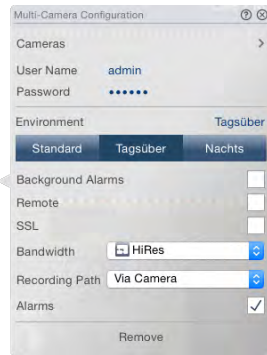 Multi-Camera Configuration
Cameras
User Name admin
Password ••••••
Environment Tagsüber
Standard Tagsüber Nachts
Background Alarms
Remote
SSL
Bandwidth HiRes
Recording Path Via Camera
Alarms
Remove